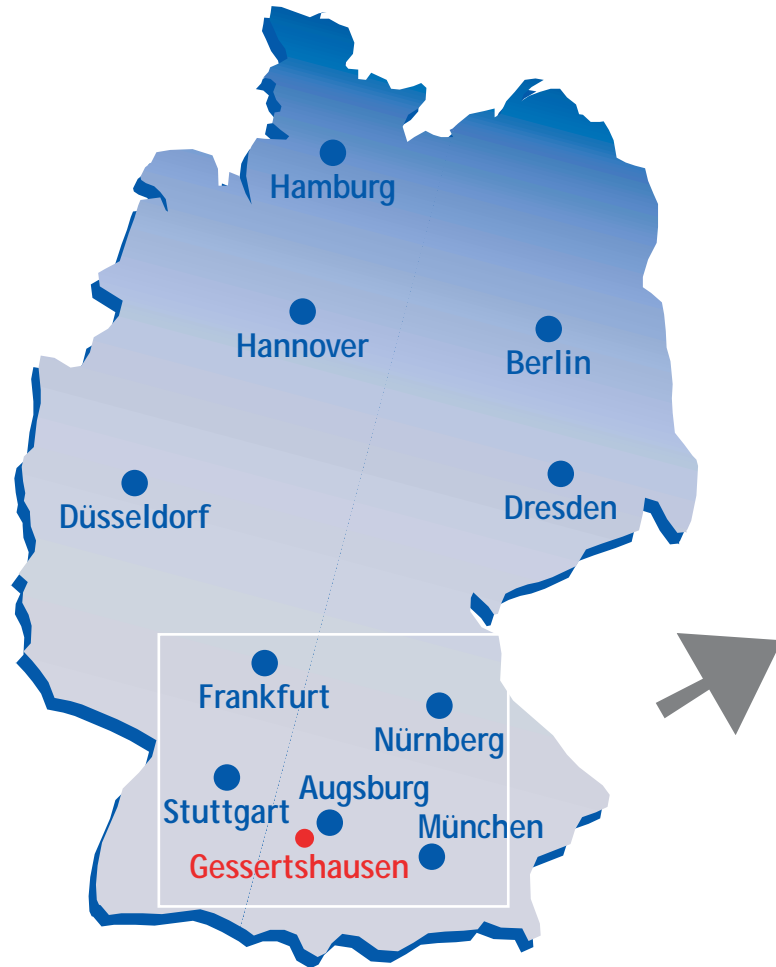 Hamburg
Hannover
Berlin
Düsseldorf
Dresden
Frankfurt
Nürnberg
Stuttgart
Augsburg
München
Gessertshausen